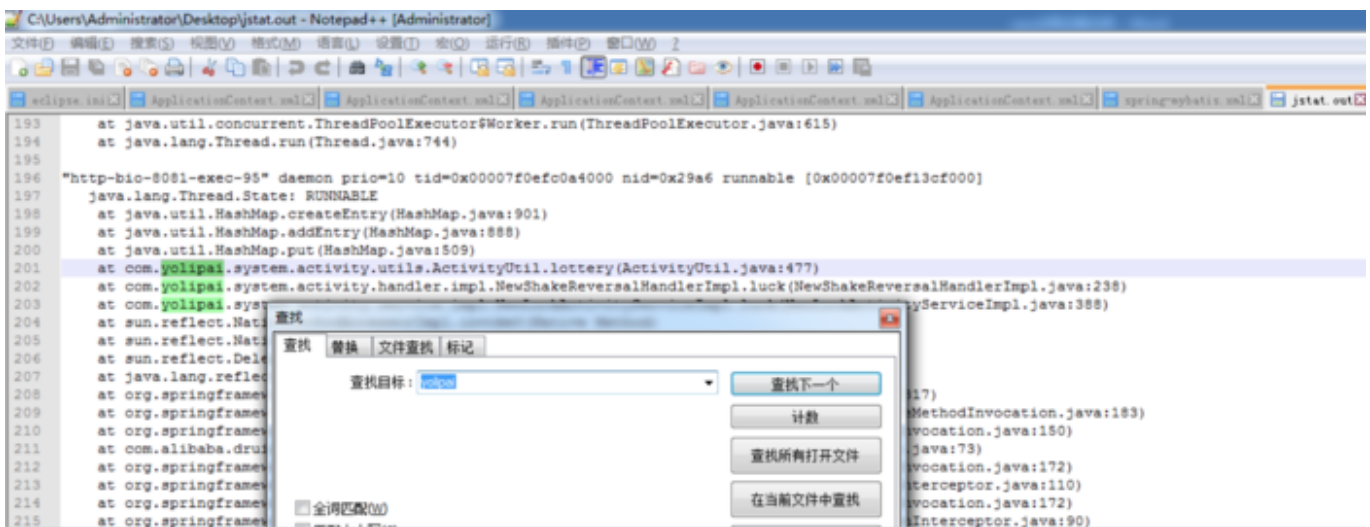 C:\Users\Administrator\Desktop\jstat.out - Notepad++ [Administrator]
文件(F) 编辑(E) 搜索(S) 视图(V) 格式(M) 语言(L) 设置(T) 宏(O) 运行(R) 插件(P) 窗口(W) ?
eclipse.ini ApplicationContext.xml ApplicationContext.xml ApplicationContext.xml ApplicationContext.xml ApplicationContext.xml spring-mybatis.xml jstat.out
193 at java.util.concurrent.ThreadPoolExecutor$Worker.run(ThreadPoolExecutor.java:615)
194 at java.lang.Thread.run(Thread.java:744)
195
196 "http-bio-8081-exec-95" daemon prio=10 tid=0x00007f0efc0a4000 nid=0x29a6 runnable [0x00007f0ef13cf000]
197 java.lang.Thread.State: RUNNABLE
198 at java.util.HashMap.createEntry(HashMap.java:901)
199 at java.util.HashMap.addEntry(HashMap.java:888)
200 at java.util.HashMap.put(HashMap.java:509)
201 at com.yolipai.system.activity.utils.ActivityUtil.lottery(ActivityUtil.java:477)
202 at com.yolipai.system.activity.handler.impl.NewShakeReversalHandlerImpl.luck(NewShakeReversalHandlerImpl.java:238)
203 at com.yolipai.syst yServiceImpl.java:388)
204 at sun.reflect.Nati
205 at sun.reflect.Nati
206 at sun.reflect.Dele
207 at java.lang.reflec
208 at org.springframew 317)
209 at org.springframew eMethodInvocation.java:183)
210 at org.springframew nvocation.java:150)
211 at com.alibaba.drui .java:73)
212 at org.springframew nvocation.java:172)
213 at org.springframew nterceptor.java:110)
214 at org.springframew nvocation.java:172)
215 at org.springframew nInterceptor.java:90)
查找
查找 替换 文件查找 标记
查找目标: yolipai
查找下一个
计数
查找所有打开文件
在当前文件中查找
全词匹配(W)